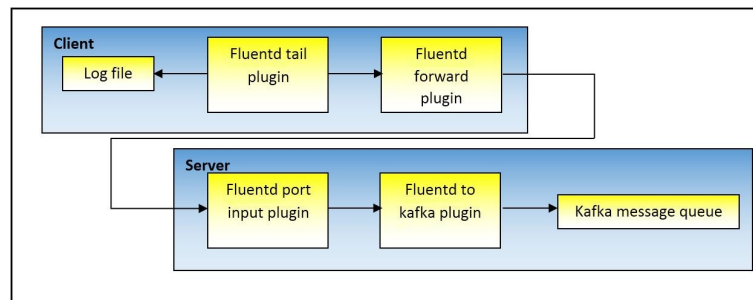 Client
Log file
Fluentd tail
plugin
Fluentd
forward
plugin
Server
Fluentd port
input plugin
Fluentd to
kafka plugin
Kafka message queue